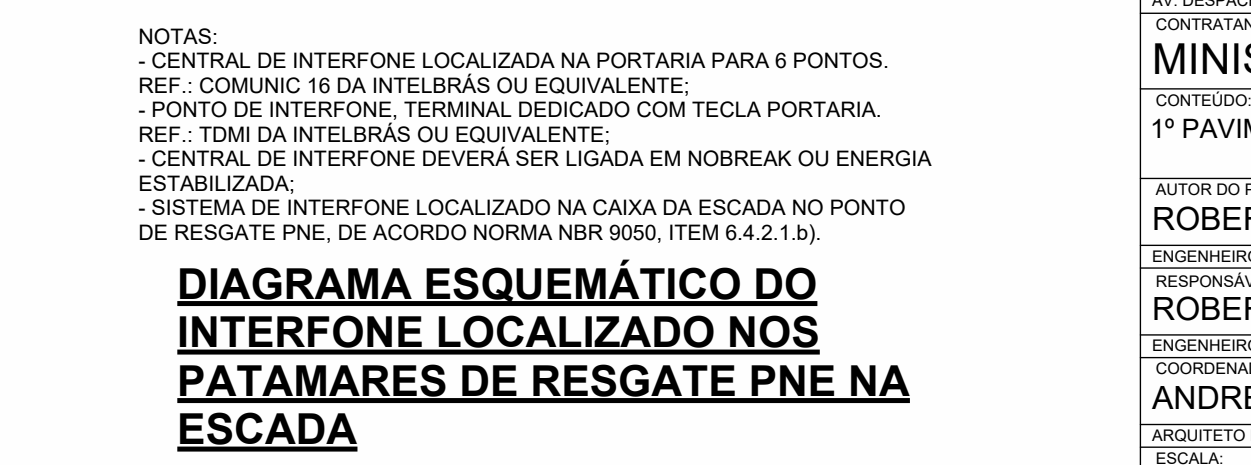 NOTAS:
- CENTRAL DE INTERFONE LOCALIZADA NA PORTARIA PARA 6 PONTOS.
REF.: COMUNIC 16 DA INTELBRÁS OU EQUIVALENTE;
- PONTO DE INTERFONE, TERMINAL DEDICADO COM TECLA PORTARIA.
REF.: TDMI DA INTELBRÁS OU EQUIVALENTE;
- CENTRAL DE INTERFONE DEVERÁ SER LIGADA EM NOBREAK OU ENERGIA
ESTABILIZADA;
- SISTEMA DE INTERFONE LOCALIZADO NA CAIXA DA ESCADA NO PONTO
DE RESGATE PNE, DE ACORDO NORMA NBR 9050, ITEM 6.4.2.1.b).
DIAGRAMA ESQUEMÁTICO DO
INTERFONE LOCALIZADO NOS
PATAMARES DE RESGATE PNE NA
ESCADA
CONTEÚDO:
1º
AUTOR DO
ARQUITETO
ESCALA: